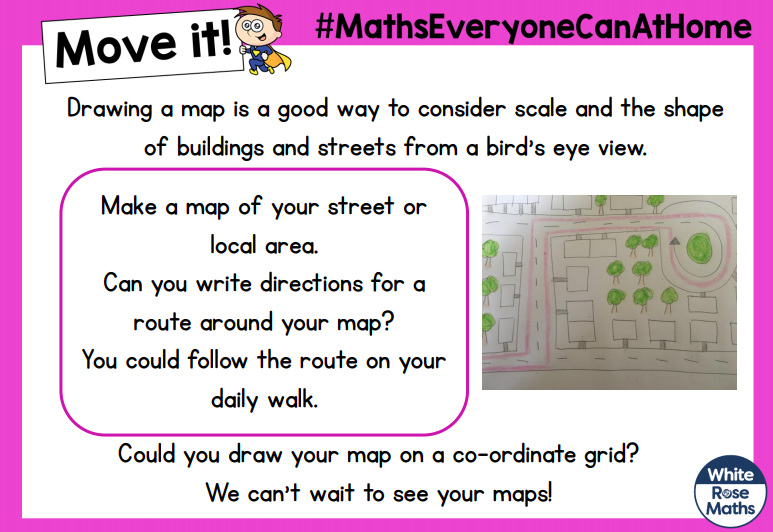 Move it!
#MathsEveryoneCanAtHome
Drawing a map is a good way to consider scale and the shape
of buildings and streets from a bird's eye view.
Make a map of your street or
local area.
Can you write directions for a
route around your map?
You could follow the route on your
daily walk.
Could you draw your map on a co-ordinate grid?
We can't wait to see your maps!
White
Rose
Maths